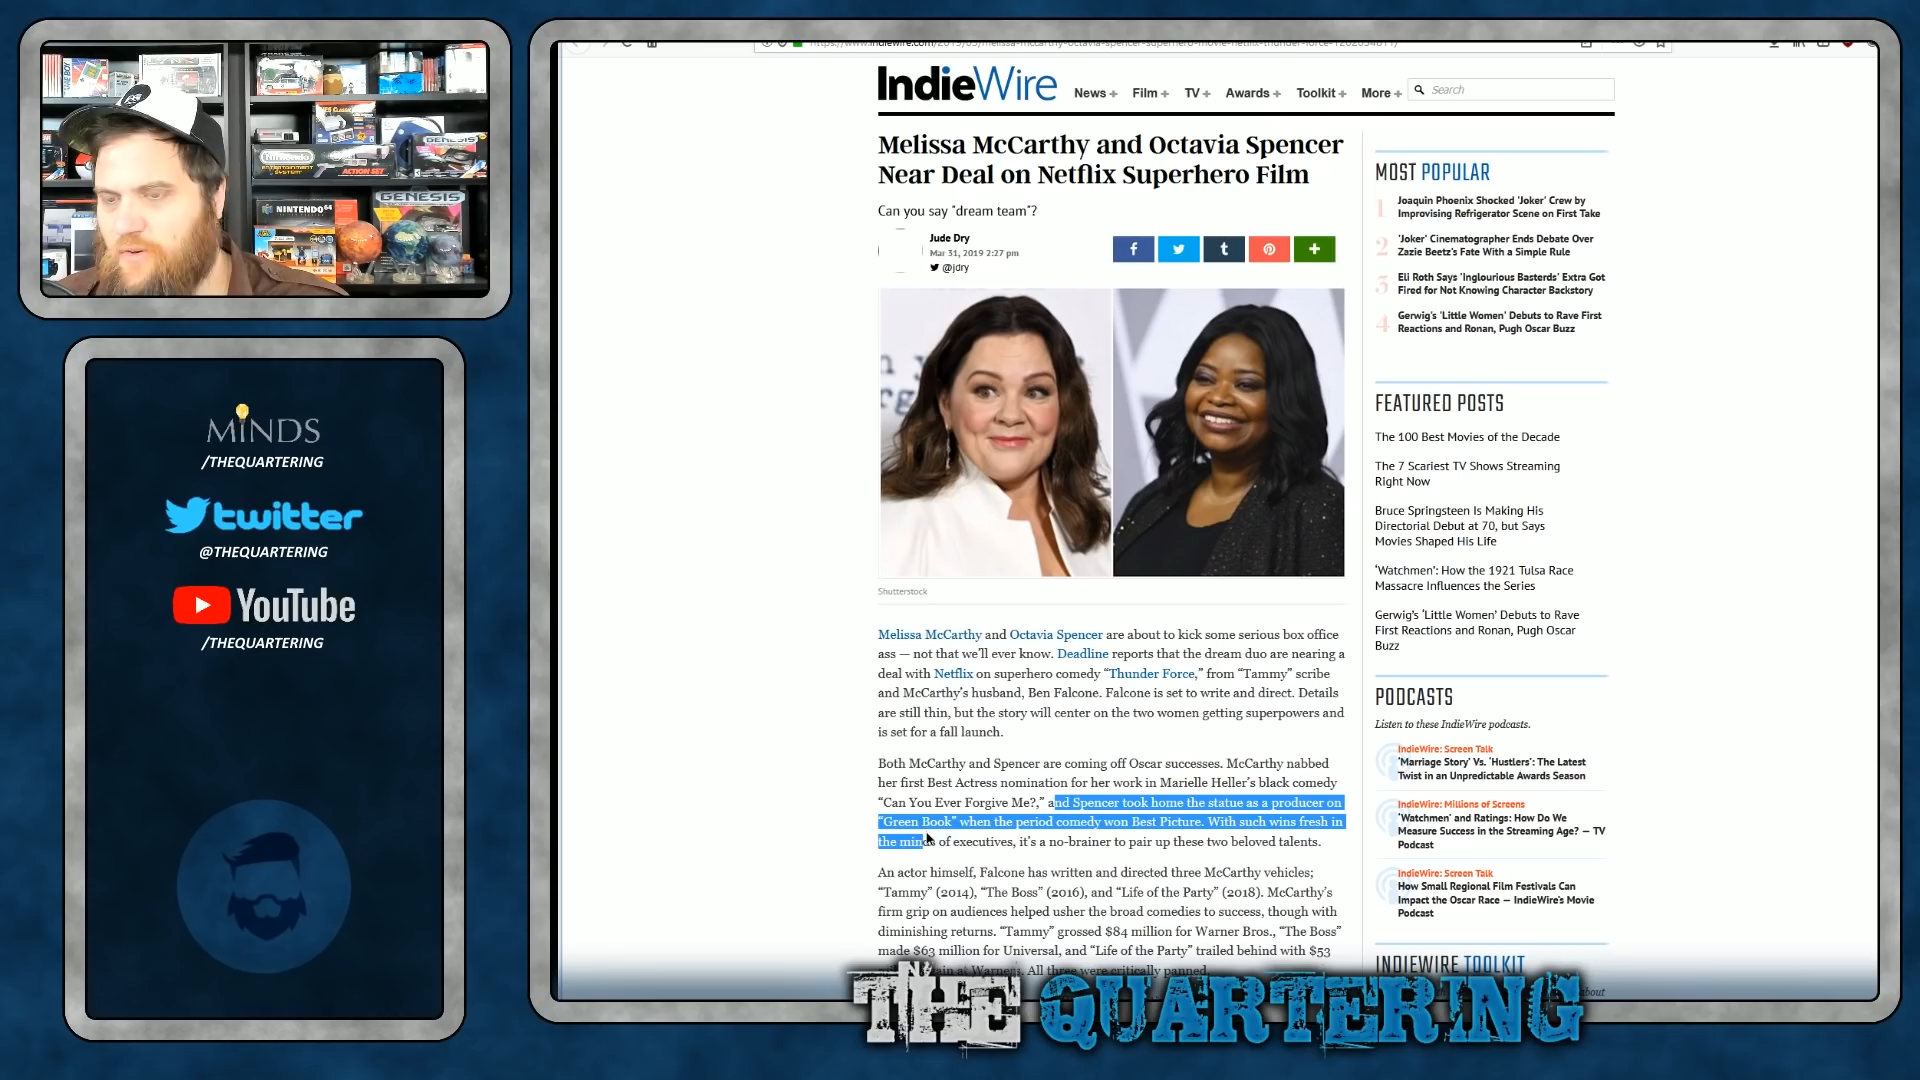 GENESIS
Nintendo
ENTERTAINMENT
SYSTEM
ACTION SET
NINTENDO 64
GENESIS
MINDS
/THEQUARTERING
twitter
@THEQUARTERING
YouTube
/THEQUARTERING
IndieWire
News +
Film +
TV +
Awards +
Toolkit +
More +
Search
Melissa McCarthy and Octavia Spencer
Near Deal on Netflix Superhero Film
Can you say "dream team"?
Jude Dry
Mar 31, 2019 2:27 pm
@jdry
Shutterstock
Melissa McCarthy and Octavia Spencer are about to kick some serious box office
ass — not that we’ll ever know. Deadline reports that the dream duo are nearing a
deal with Netflix on superhero comedy “Thunder Force,” from “Tammy” scribe
and McCarthy’s husband, Ben Falcone. Falcone is set to write and direct. Details
are still thin, but the story will center on the two women getting superpowers and
is set for a fall launch.
Both McCarthy and Spencer are coming off Oscar successes. McCarthy nabbed
her first Best Actress nomination for her work in Marielle Heller’s black comedy
“Can You Ever Forgive Me?,” and Spencer took home the statue as a producer on
“Green Book” when the period comedy won Best Picture. With such wins fresh in
the minds of executives, it’s a no-brainer to pair up these two beloved talents.
An actor himself, Falcone has written and directed three McCarthy vehicles;
“Tammy” (2014), “The Boss” (2016), and “Life of the Party” (2018). McCarthy’s
firm grip on audiences helped usher the broad comedies to success, though with
diminishing returns. “Tammy” grossed $84 million for Warner Bros., “The Boss”
made $63 million for Universal, and “Life of the Party” trailed behind with $53
at Warners. All three were critically panned.
MOST POPULAR
1 Joaquin Phoenix Shocked 'Joker' Crew by
Improvising Refrigerator Scene on First Take
2 'Joker' Cinematographer Ends Debate Over
Zazie Beetz's Fate With a Simple Rule
3 Eli Roth Says 'Inglourious Basterds' Extra Got
Fired for Not Knowing Character Backstory
4 Gerwig's 'Little Women' Debuts to Rave First
Reactions and Ronan, Pugh Oscar Buzz
FEATURED POSTS
The 100 Best Movies of the Decade
The 7 Scariest TV Shows Streaming
Right Now
Bruce Springsteen Is Making His
Directorial Debut at 70, but Says
Movies Shaped His Life
‘Watchmen’: How the 1921 Tulsa Race
Massacre Influences the Series
Gerwig’s ‘Little Women’ Debuts to Rave
First Reactions and Ronan, Pugh Oscar
Buzz
PODCASTS
Listen to these IndieWire podcasts.
IndieWire: Screen Talk
'Marriage Story' Vs. 'Hustlers': The Latest
Twist in an Unpredictable Awards Season
IndieWire: Millions of Screens
'Watchmen' and Ratings: How Do We
Measure Success in the Streaming Age? — TV
Podcast
IndieWire: Screen Talk
How Small Regional Film Festivals Can
Impact the Oscar Race — IndieWire's Movie
Podcast
INDIEWIRE TOOLKIT
about
THE QUARTERING